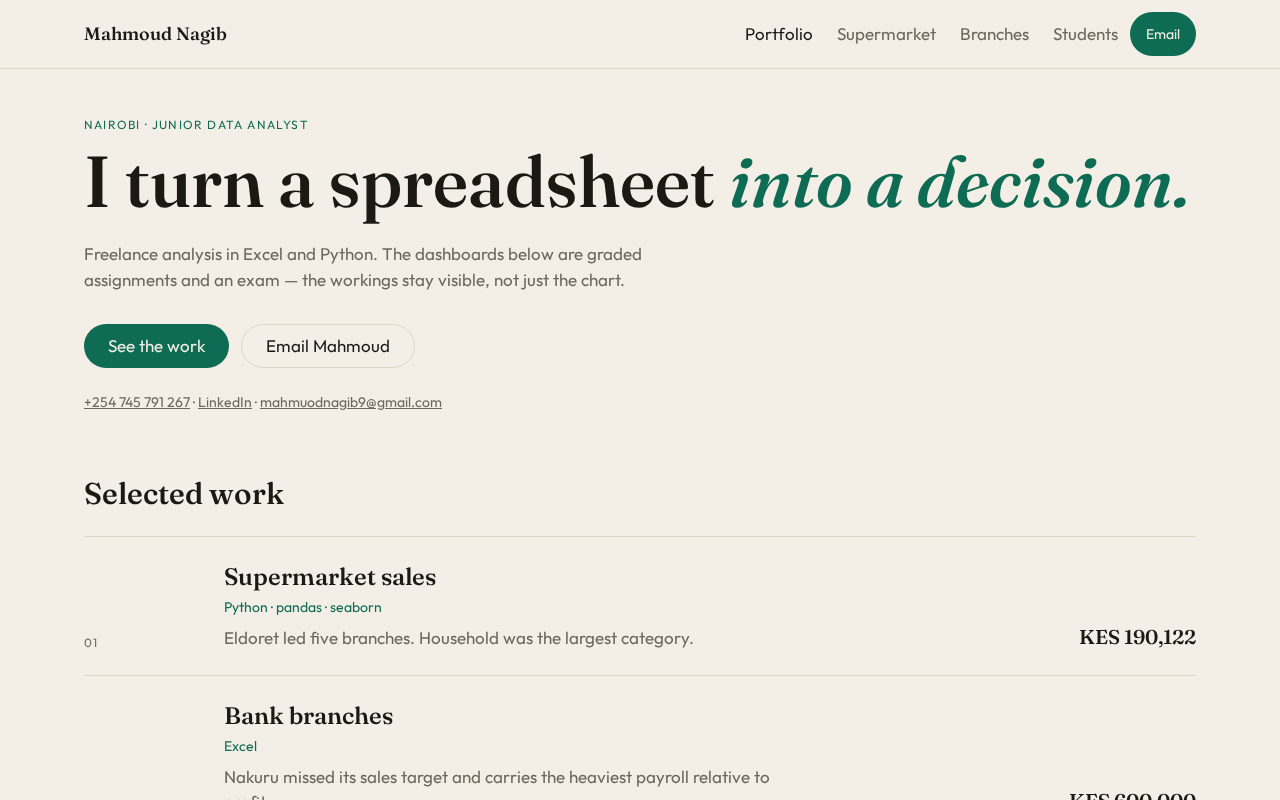 Mahmoud Nagib
Portfolio Supermarket Branches Students Email
NAIROBI · JUNIOR DATA ANALYST
I turn a spreadsheet into a decision.
Freelance analysis in Excel and Python. The dashboards below are graded
assignments and an exam — the workings stay visible, not just the chart.
See the work Email Mahmoud
+254 745 791 267 · LinkedIn · mahmuodnagib9@gmail.com
Selected work
Supermarket sales
Python · pandas · seaborn
01 Eldoret led five branches. Household was the largest category. KES 190,122
Bank branches
Excel
Nakuru missed its sales target and carries the heaviest payroll relative to
KES 600,000